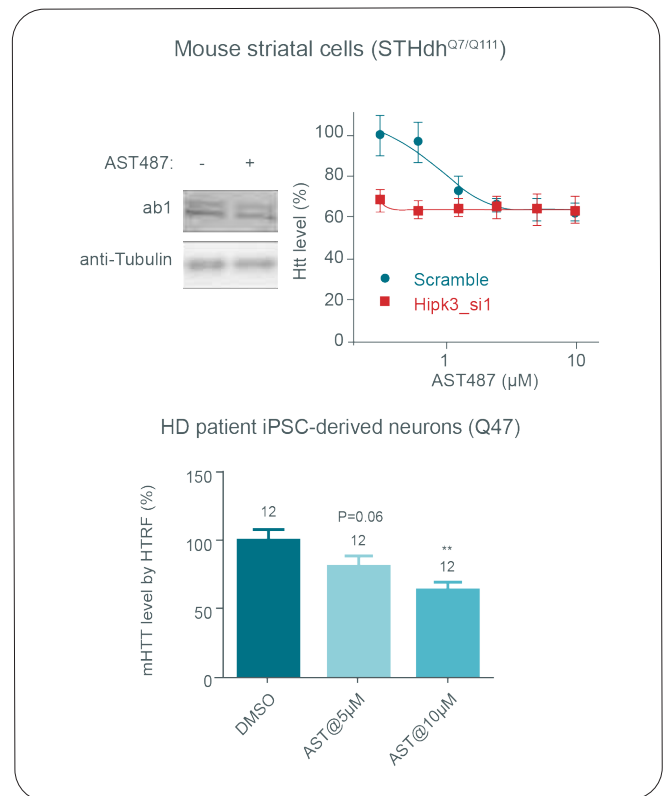 Mouse striatal cells (STHdhQ7/Q111)
AST487: - +
ab1
anti-Tubulin
Htt level (%)
100
80
60
40
20
0
Scramble
Hipk3_si1
1 10
AST487 (µM)
HD patient iPSC-derived neurons (Q47)
mHTT level by HTRF (%)
150
100
50
0
12
P=0.06
12
**
12
DMSO
AST@5µM
AST@10µM